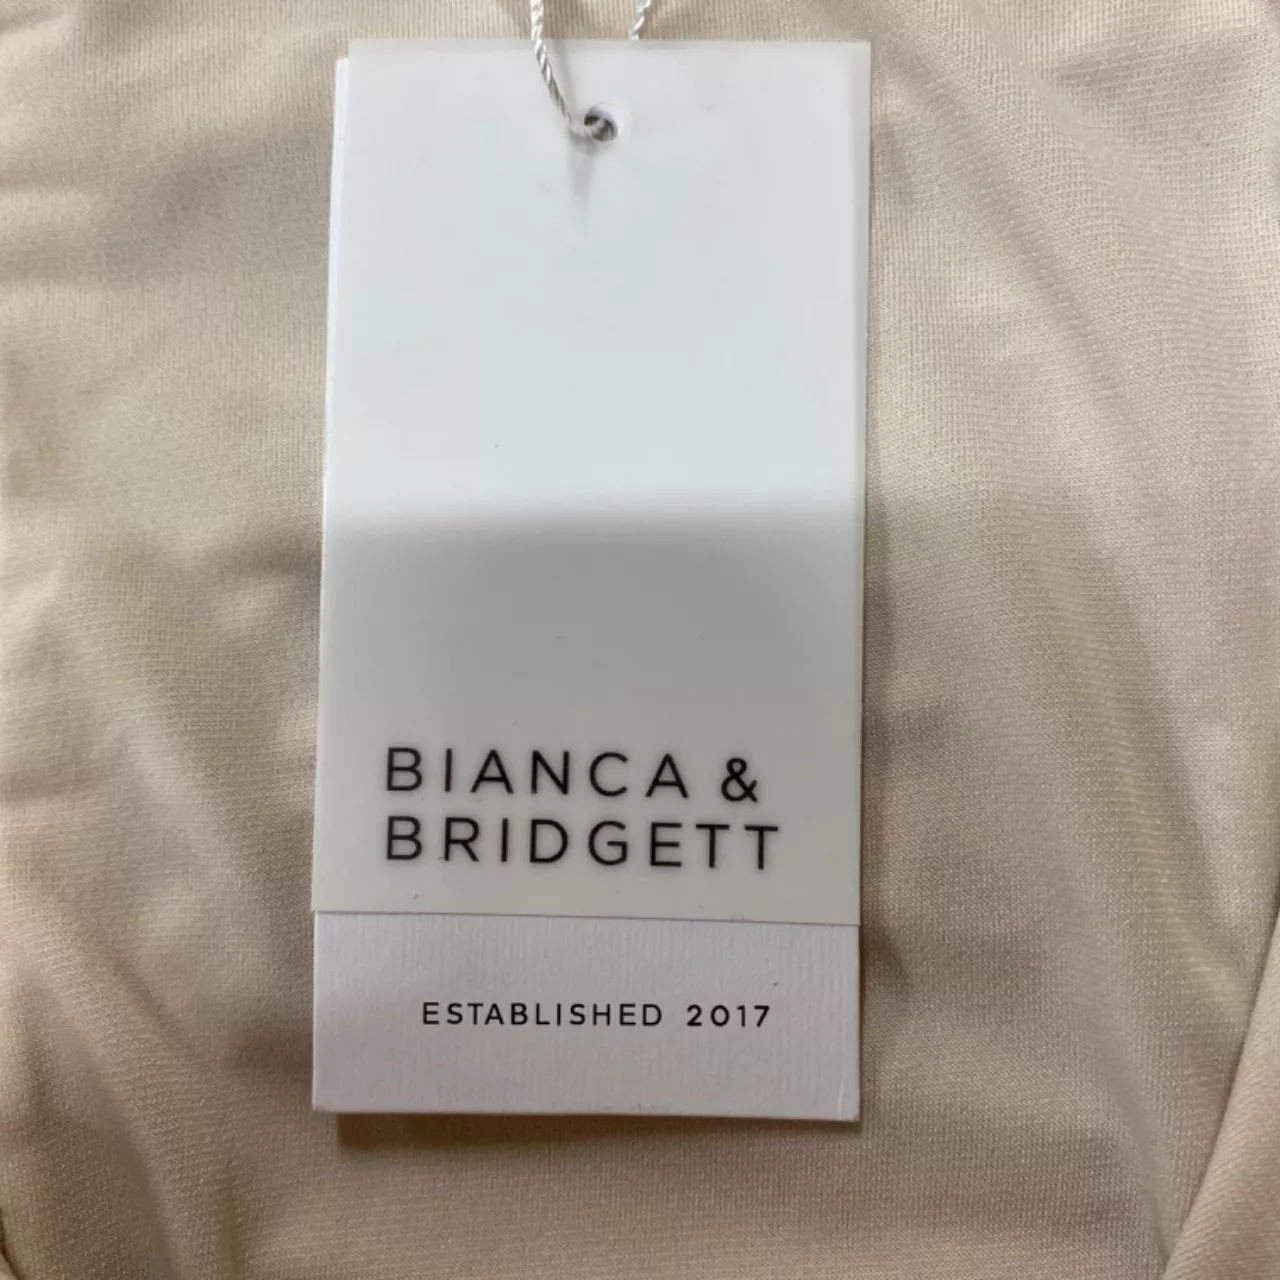 BIANCA &
BRIDGETT
ESTABLISHED 2017